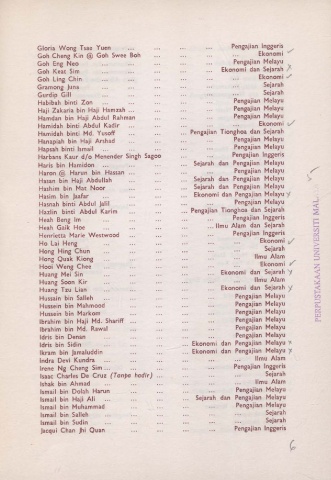 Gloria Wong Tsao Yuen ... ... ... Pengajian Inggeris
Goh Cheng Kin @ Goh Swee Boh ... ... Ekonomi
Goh Eng Neo ... ... ... Pengajian Melayu
Goh Keat Sim ... ... ... Ekonomi dan Sejarah
Goh Ling Chin ... ... ... Ekonomi
Gramong Juna ... ... ... Sejarah
Gurdip Gill ... ... ... Sejarah
Habibah binti Zon ... ... ... Pengajian Melayu
Haji Zakaria bin Haji Hamzah ... ... ... Pengajian Melayu
Hamdan bin Haji Abdul Rahman ... ... Pengajian Melayu
Hamidah binti Abdul Kadir ... ... ... Ekonomi
Hamidah binti Md. Yusoff ... ... Pengajian Tionghoa dan Sejarah
Hanapiah bin Haji Arshad ... ... Pengajian Melayu
Hapsah binti Ismail ... ... ... Pengajian Melayu
Harbans Kaur d/o Monender Singh Sagoo ... Pengajian Inggeris
Haris bin Hamidon ... ... Sejarah dan Pengajian Melayu
Haron @ Harun bin Hassan ... ... Pengajian Melayu
Hasan bin Haji Abdullah ... ... Sejarah dan Pengajian Melayu
Hashim bin Mat Noor ... ... Sejarah dan Pengajian Melayu
Hasim bin Jaafar ... ... Ekonomi dan Pengajian Melayu
Hasnah binti Abdul Jalif ... ... Pengajian Melayu
Hazlin binti Abdul Karim ... ... Pengajian Tionghoa dan Sejarah
Heah Beng Im ... ... ... Pengajian Inggeris
Heah Gaik Hoe ... ... ... Ilmu Alam dan Sejarah
Henrietta Marie Westwood ... ... Pengajian Inggeris
Ho Lai Heng ... ... ... Ekonomi
Hong Hing Chun ... ... ... Sejarah
Hong Quak Kiong ... ... ... Ilmu Alam
Hooi Weng Chee ... ... ... Ekonomi
Huang Mei Sin ... ... ... Ekonomi dan Sejarah
Huang Soon Kir ... ... ... Ilmu Alam
Huang Tzu Lian ... ... ... Ekonomi dan Sejarah
Hussain bin Salleh ... ... ... Pengajian Melayu
Hussein bin Mahmood ... ... ... Pengajian Melayu
Hussein bin Markom ... ... ... Pengajian Melayu
Ibrahim bin Haji Md. Shariff ... ... ... Pengajian Melayu
Ibrahim bin Md. Rawal ... ... ... Pengajian Melayu
Idris bin Denan ... ... ... Pengajian Melayu
Idris bin Sidin ... ... Ekonomi dan Pengajian Melayu
Ikram bin Jamaluddin ... ... Ekonomi dan Pengajian Melayu
Indra Devi Kundra ... ... ... Ilmu Alam
Irene Ng Cheng Sim ... ... ... Pengajian Inggeris
Isaac Charles De Cruz (Tanpa hadir) ... ... Sejarah
Ishak bin Ahmad ... ... ... Ilmu Alam
Ismail bin Dolah Harun ... ... ... Pengajian Melayu
Ismail bin Haji Ali ... ... Sejarah dan Pengajian Melayu
Ismail bin Muhammad ... ... ... Pengajian Melayu
Ismail bin Salleh ... ... ... Sejarah
Ismail bin Sudin ... ... ... Sejarah
Jacqui Chan Jhi Quan ... ... ... Pengajian Inggeris
PERPUSTAKAAN UNIVERSITI MAL
6